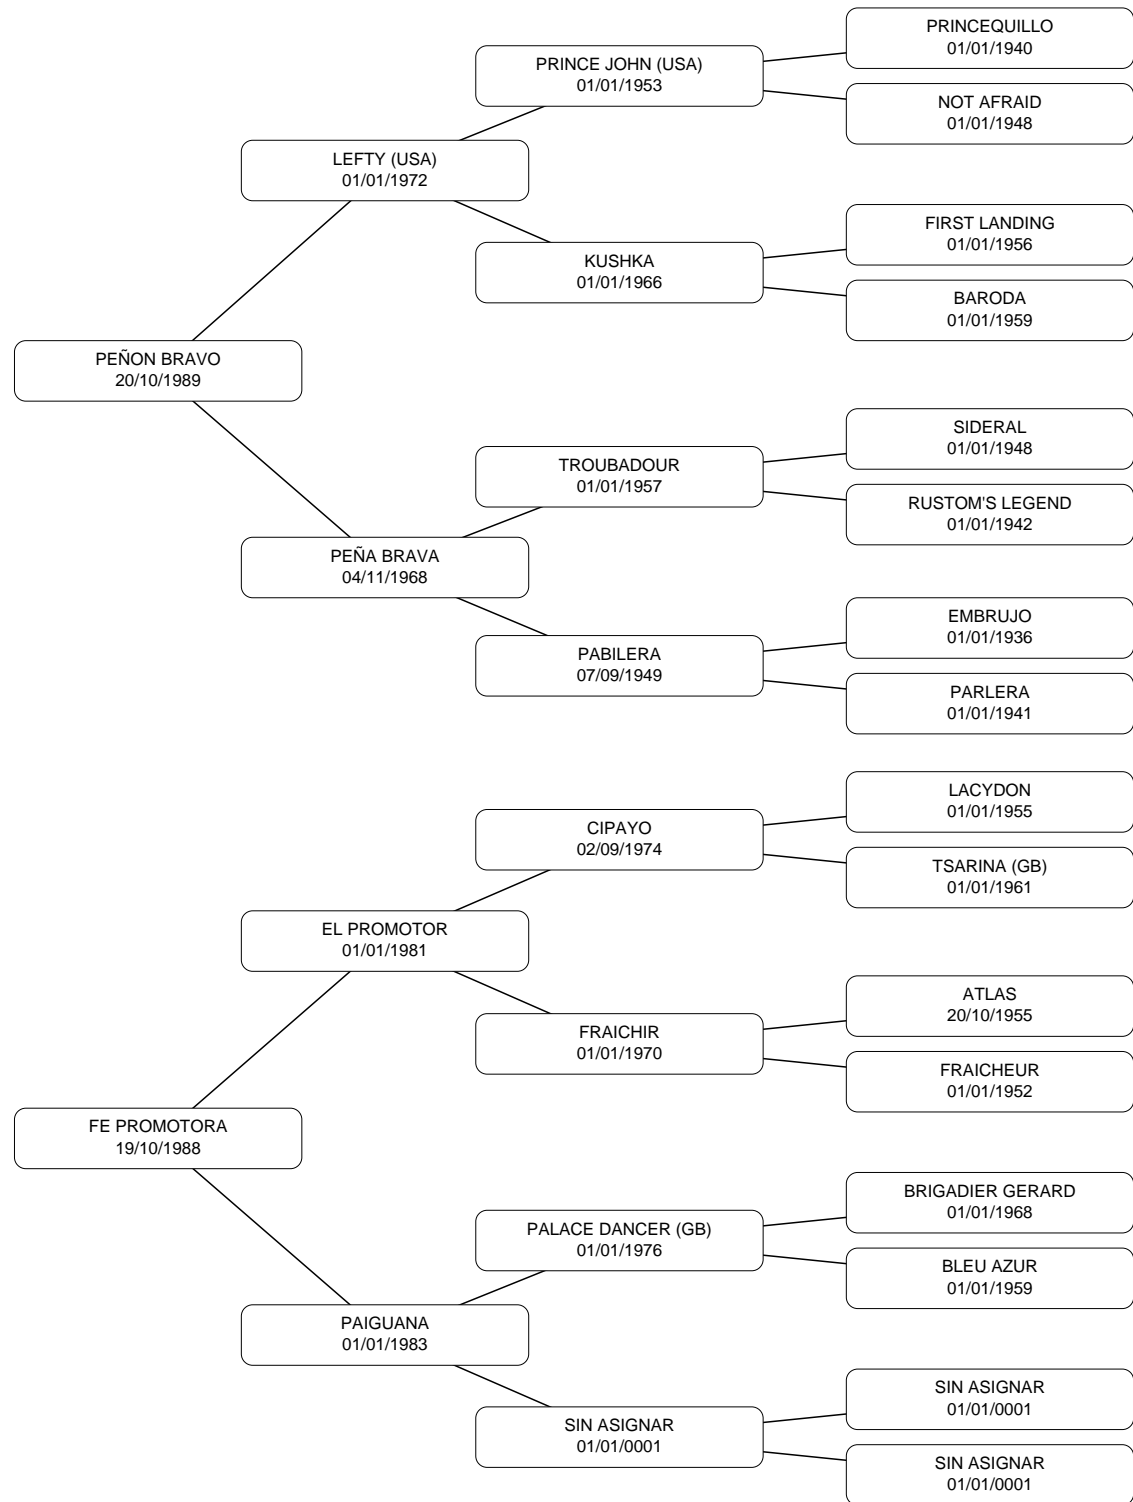 PRINCEQUILLO
01/01/1940
PRINCE JOHN (USA)
01/01/1953
NOT AFRAID
01/01/1948
LEFTY (USA)
01/01/1972
FIRST LANDING
01/01/1956
KUSHKA
01/01/1966
BARODA
01/01/1959
PEÑON BRAVO
20/10/1989
SIDERAL
01/01/1948
TROUBADOUR
01/01/1957
RUSTOM'S LEGEND
01/01/1942
PEÑA BRAVA
04/11/1968
EMBRUJO
01/01/1936
PABILERA
07/09/1949
PARLERA
01/01/1941
LACYDON
01/01/1955
CIPAYO
02/09/1974
TSARINA (GB)
01/01/1961
EL PROMOTOR
01/01/1981
ATLAS
20/10/1955
FRAICHIR
01/01/1970
FRAICHEUR
01/01/1952
FE PROMOTORA
19/10/1988
BRIGADIER GERARD
01/01/1968
PALACE DANCER (GB)
01/01/1976
BLEU AZUR
01/01/1959
PAIGUANA
01/01/1983
SIN ASIGNAR
01/01/0001
SIN ASIGNAR
01/01/0001
SIN ASIGNAR
01/01/0001